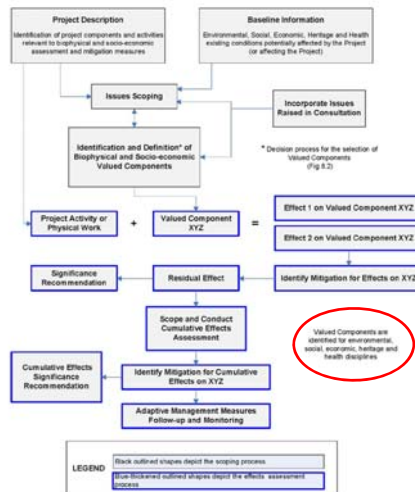 Project Description
Identification of project components and activities
relevant to biophysical and socio-economic
assessment and mitigation measures
Baseline Information
Environmental, Social, Economic, Heritage and Health
existing conditions potentially affected by the Project
(or affecting the Project)
Issues Scoping
Incorporate Issues
Raised in Consultation
Identification and Definition* of
Biophysical and Socio-economic
Valued Components
* Decision process for the selection of
Valued Components
(Fig 8.2)
Project Activity or
Physical Work
+
Valued Component
XYZ
=
Effect 1 on Valued Component XYZ
Effect 2 on Valued Component XYZ
Significance
Recommendation
Residual Effect
Identify Mitigation for Effects on XYZ
Scope and Conduct
Cumulative Effects
Assessment
Valued Components are
identified for environmental,
social, economic, heritage and
health disciplines
Cumulative Effects
Significance
Recommendation
Identify Mitigation for Cumulative
Effects on XYZ
Adaptive Management Measures
Follow-up and Monitoring
LEGEND
Black outlined shapes depict the scoping process
Blue-thickened outlined shapes depict the effects assessment
process